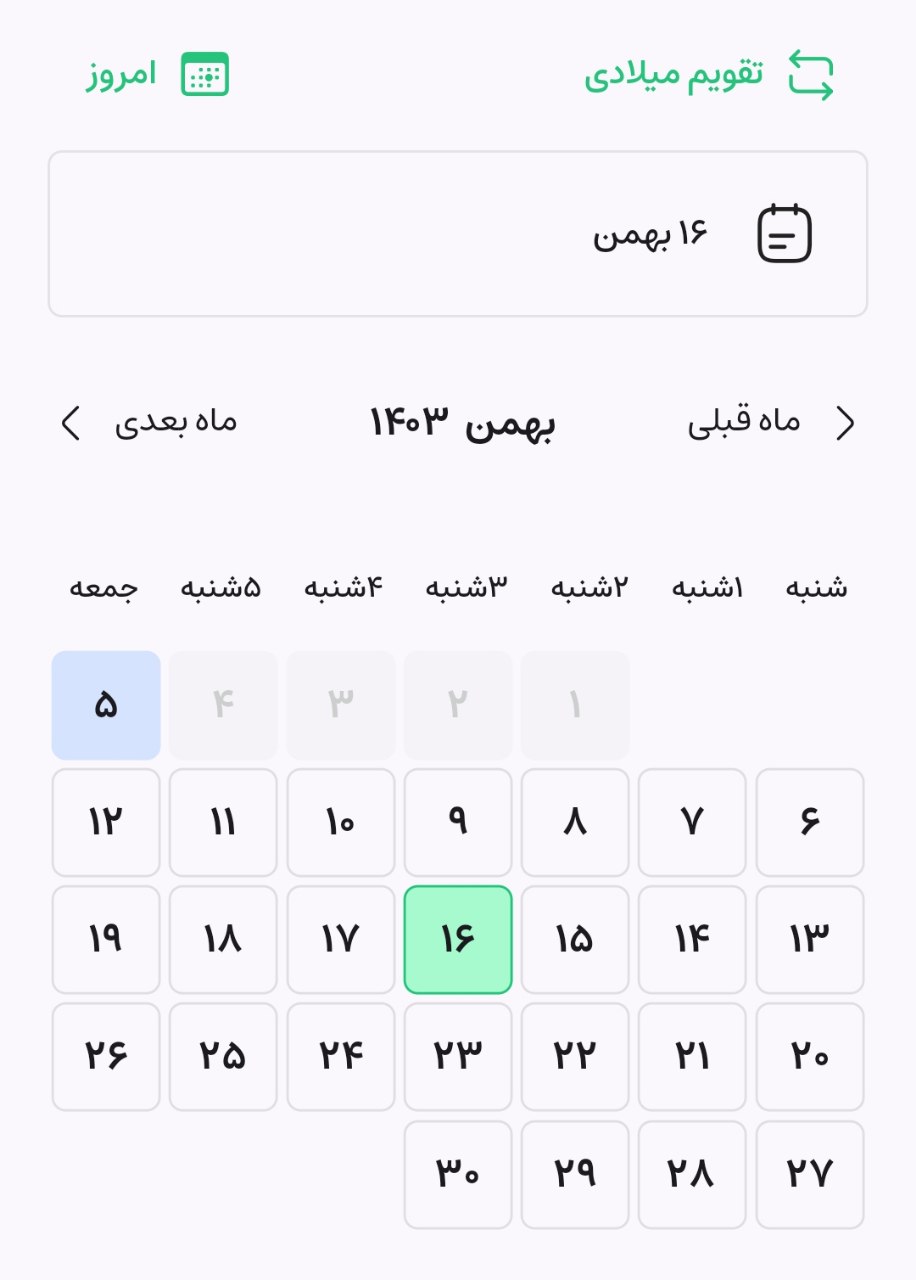 تقویم میلادی امروز
۱۶ بهمن
ماه قبلی بهمن ۱۴۰۳ ماه بعدی
شنبه ۱شنبه ۲شنبه ۳شنبه ۴شنبه ۵شنبه جمعه
۱ ۲ ۳ ۴ ۵
۶ ۷ ۸ ۹ ۱۰ ۱۱ ۱۲
۱۳ ۱۴ ۱۵ ۱۶ ۱۷ ۱۸ ۱۹
۲۰ ۲۱ ۲۲ ۲۳ ۲۴ ۲۵ ۲۶
۲۷ ۲۸ ۲۹ ۳۰